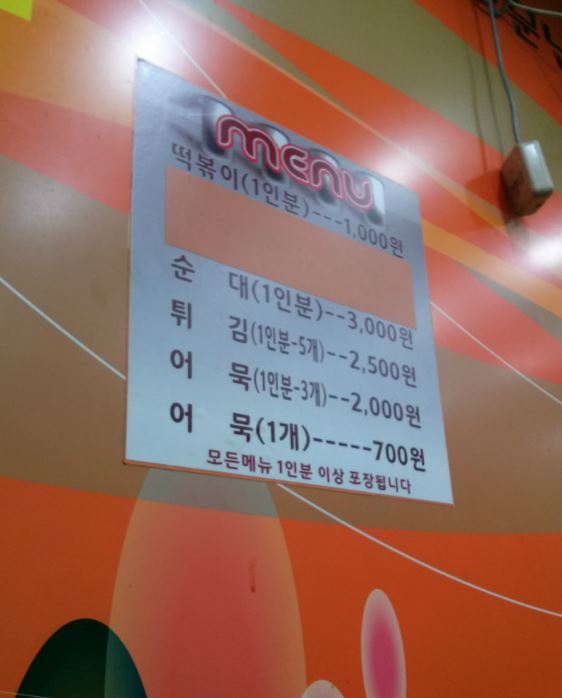 MENU
떡볶이(1인분)---1,000원
순 대(1인분)--3,000원
튀 김(1인분-5개)--2,500원
어 묵(1인분-3개)--2,000원
어 묵(1개)-----700원
모든메뉴 1인분 이상 포장됩니다